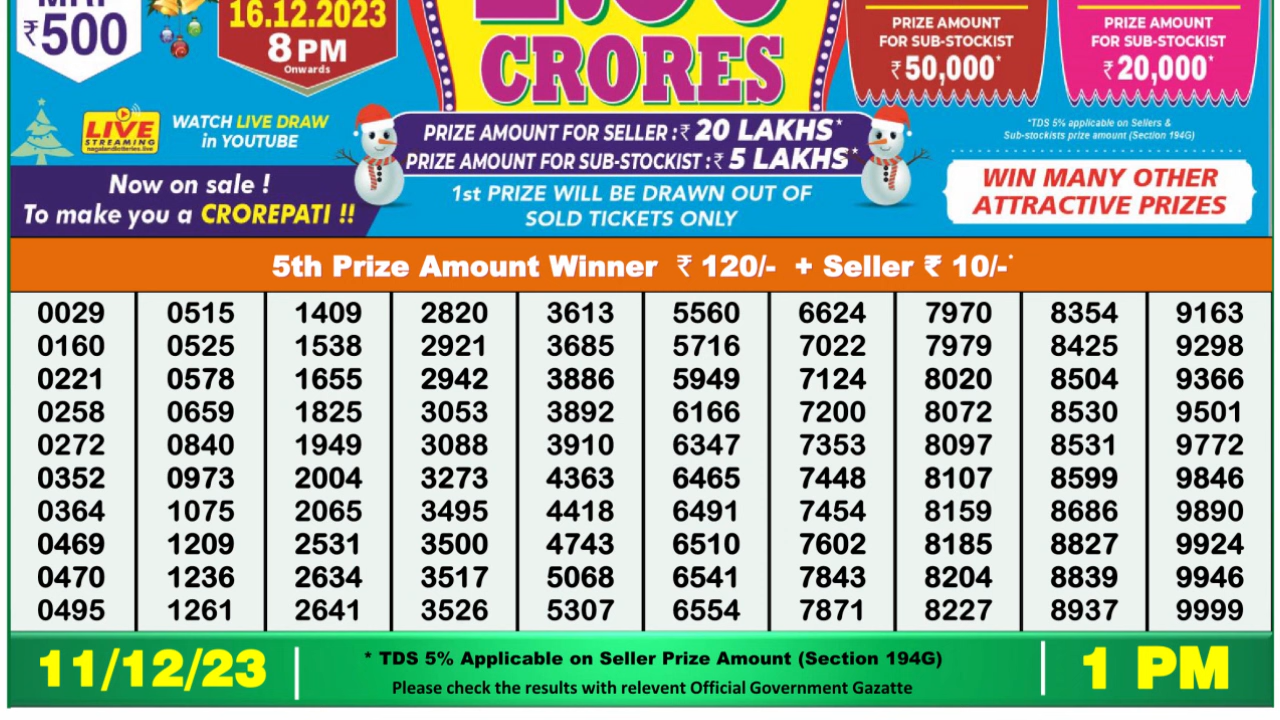 ₹500
16.12.2023
8 PM
Onwards
CRORES
PRIZE AMOUNT
FOR SUB-STOCKIST
₹50,000*
PRIZE AMOUNT
FOR SUB-STOCKIST
₹20,000*
LIVE
STREAMING
nagalandlotteries.live
WATCH LIVE DRAW
in YOUTUBE
PRIZE AMOUNT FOR SELLER : ₹ 20 LAKHS*
PRIZE AMOUNT FOR SUB-STOCKIST : ₹ 5 LAKHS*
*TDS 5% applicable on Sellers &
Sub-stockists prize amount (Section 194G)
Now on sale !
To make you a CROREPATI !!
1st PRIZE WILL BE DRAWN OUT OF
SOLD TICKETS ONLY
WIN MANY OTHER
ATTRACTIVE PRIZES
5th Prize Amount Winner ₹ 120/- + Seller ₹ 10/-*
0029 0515 1409 2820 3613 5560 6624 7970 8354 9163
0160 0525 1538 2921 3685 5716 7022 7979 8425 9298
0221 0578 1655 2942 3886 5949 7124 8020 8504 9366
0258 0659 1825 3053 3892 6166 7200 8072 8530 9501
0272 0840 1949 3088 3910 6347 7353 8097 8531 9772
0352 0973 2004 3273 4363 6465 7448 8107 8599 9846
0364 1075 2065 3495 4418 6491 7454 8159 8686 9890
0469 1209 2531 3500 4743 6510 7602 8185 8827 9924
0470 1236 2634 3517 5068 6541 7843 8204 8839 9946
0495 1261 2641 3526 5307 6554 7871 8227 8937 9999
11/12/23
* TDS 5% Applicable on Seller Prize Amount (Section 194G)
Please check the results with relevent Official Government Gazatte
1 PM